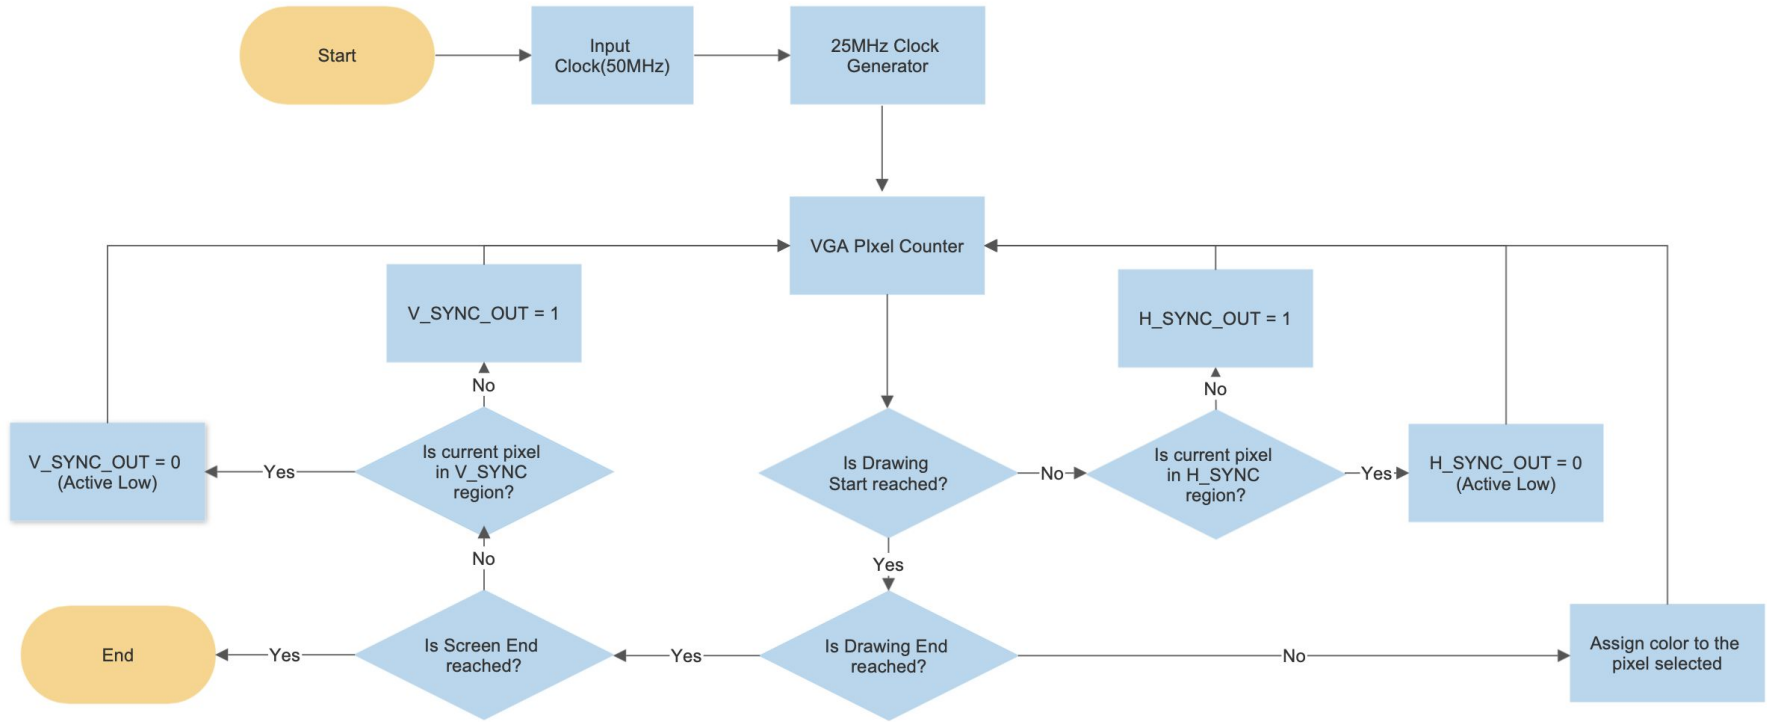 Start
Input
Clock(50MHz)
25MHz Clock
Generator
VGA PIxel Counter
V_SYNC_OUT = 1
H_SYNC_OUT = 1
No
No
V_SYNC_OUT = 0
(Active Low)
Yes
Is current pixel
in V_SYNC
region?
Is Drawing
Start reached?
No
Is current pixel
in H_SYNC
region?
Yes
H_SYNC_OUT = 0
(Active Low)
No
Yes
End
Yes
Is Screen End
reached?
Yes
Is Drawing End
reached?
No
Assign color to the
pixel selected